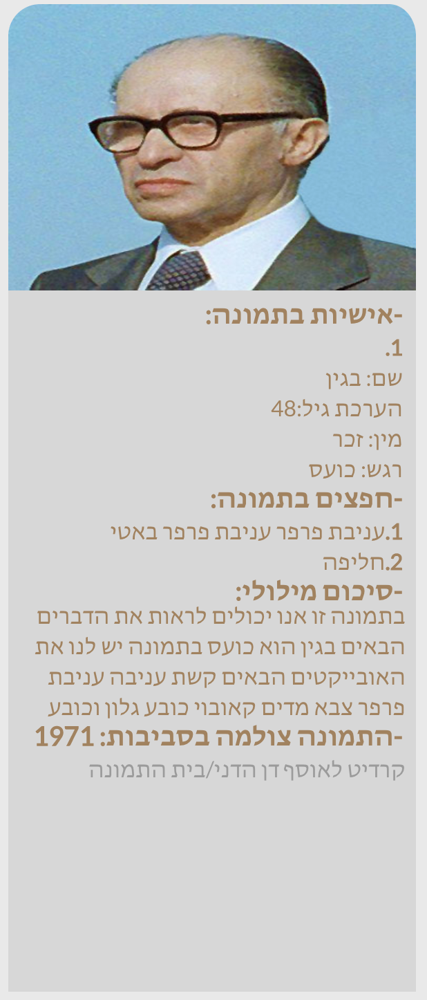 -אישיות בתמונה:
1.
שם: בגין
הערכת גיל:48
מין: זכר
רגש: כועס
-חפצים בתמונה:
1.עניבת פרפר עניבת פרפר באטי
2.חליפה
-סיכום מילולי:
בתמונה זו אנו יכולים לראות את הדברים
הבאים בגין הוא כועס בתמונה יש לנו את
האובייקטים הבאים קשת עניבה עניבת
פרפר צבא מדים קאובוי כובע גלון וכובע
-התמונה צולמה בסביבות: 1971
קרדיט לאוסף דן הדני/בית התמונה